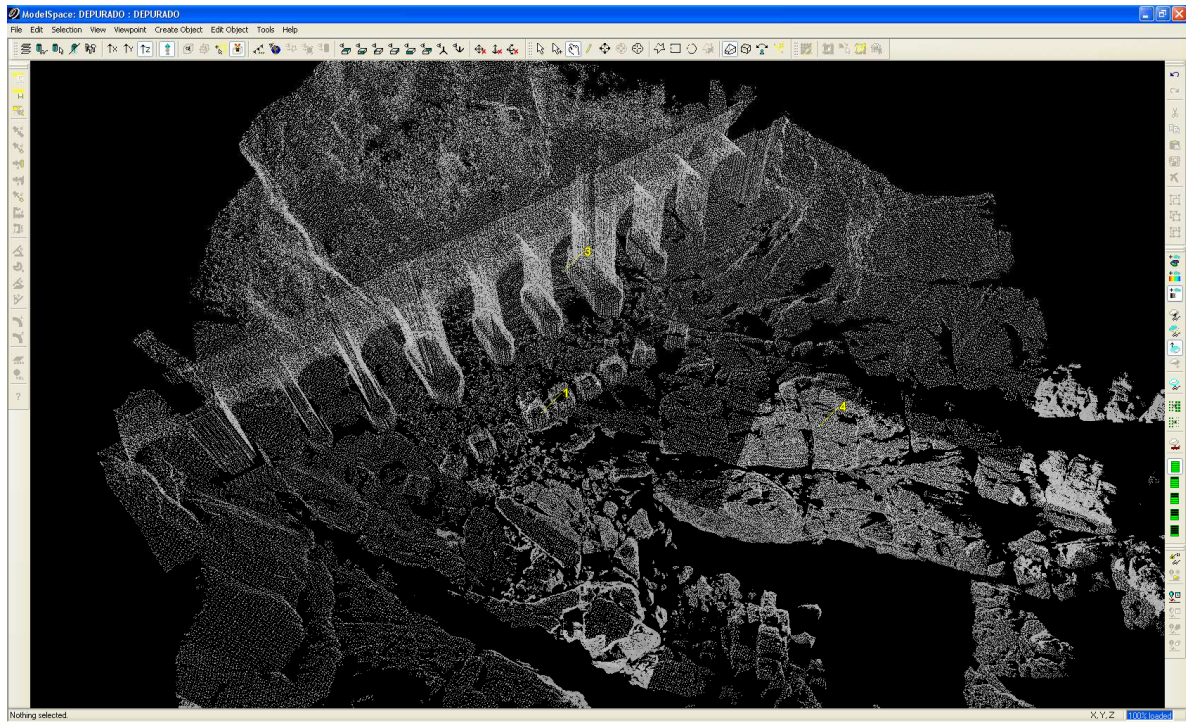 ModelSpace: DEPURADO : DEPURADO
File Edit Selection View Viewpoint Create Object Edit Object Tools Help
3
1
4
Nothing selected.
X, Y, Z 100% loaded